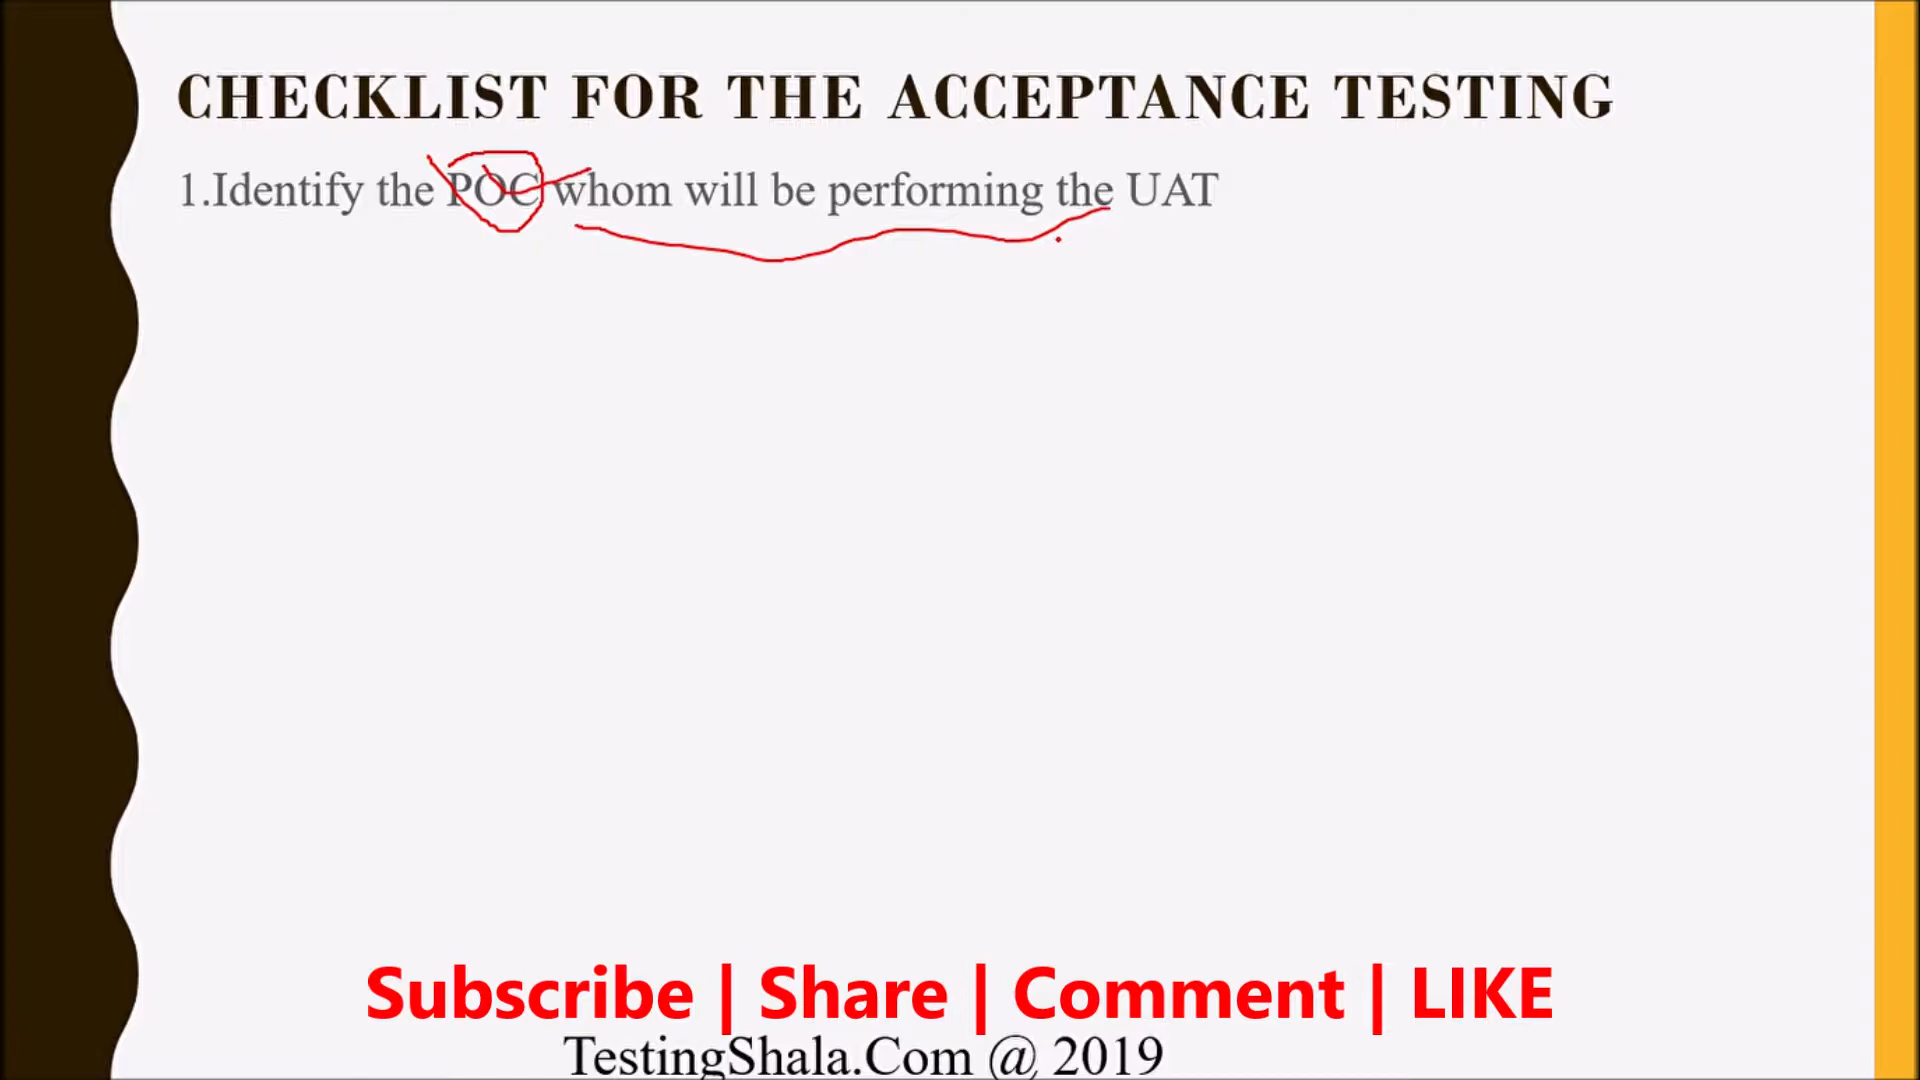 CHECKLIST FOR THE ACCEPTANCE TESTING
1.Identify the POC whom will be performing the UAT
Subscribe | Share | Comment | LIKE
TestingShala.Com @ 2019